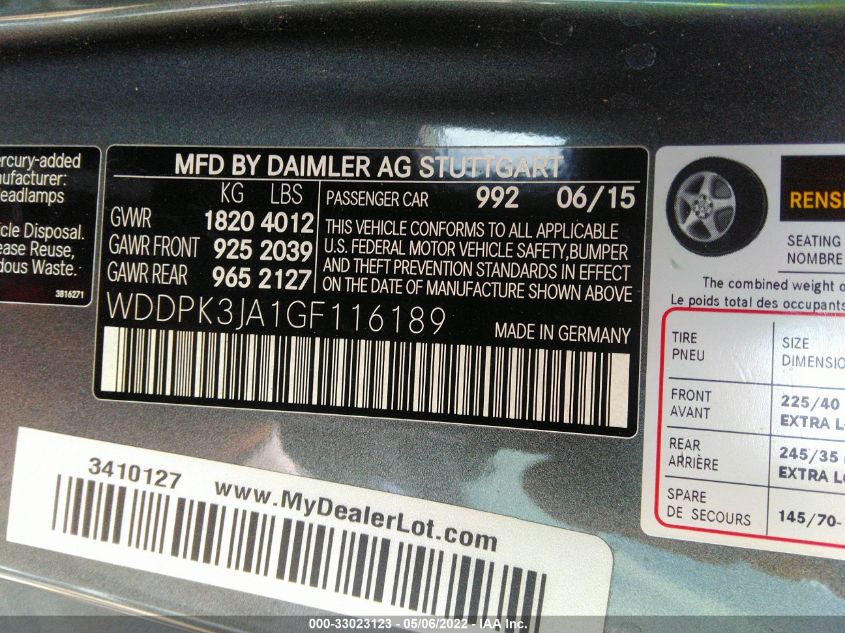 ercury-added
anufacturer:
eadlamps
icle Disposal.
ease Reuse,
dous Waste.
3816271
MFD BY DAIMLER AG STUTTGART
KG LBS
GWR 1820 4012
GAWR FRONT 925 2039
GAWR REAR 965 2127
PASSENGER CAR 992 06/15
THIS VEHICLE CONFORMS TO ALL APPLICABLE
U.S. FEDERAL MOTOR VEHICLE SAFETY,BUMPER
AND THEFT PREVENTION STANDARDS IN EFFECT
ON THE DATE OF MANUFACTURE SHOWN ABOVE.
WDDPK3JA1GF116189
MADE IN GERMANY
RENSE
SEATING
NOMBRE
The combined weight o
Le poids total des occupants
TIRE
PNEU
SIZE
DIMENSION
FRONT
AVANT
225/40
EXTRA L
REAR
ARRIÈRE
245/35
EXTRA LO
SPARE
DE SECOURS
145/70-
3410127
www.MyDealerLot.com
000-33023123 - 05/06/2022 - IAA Inc.